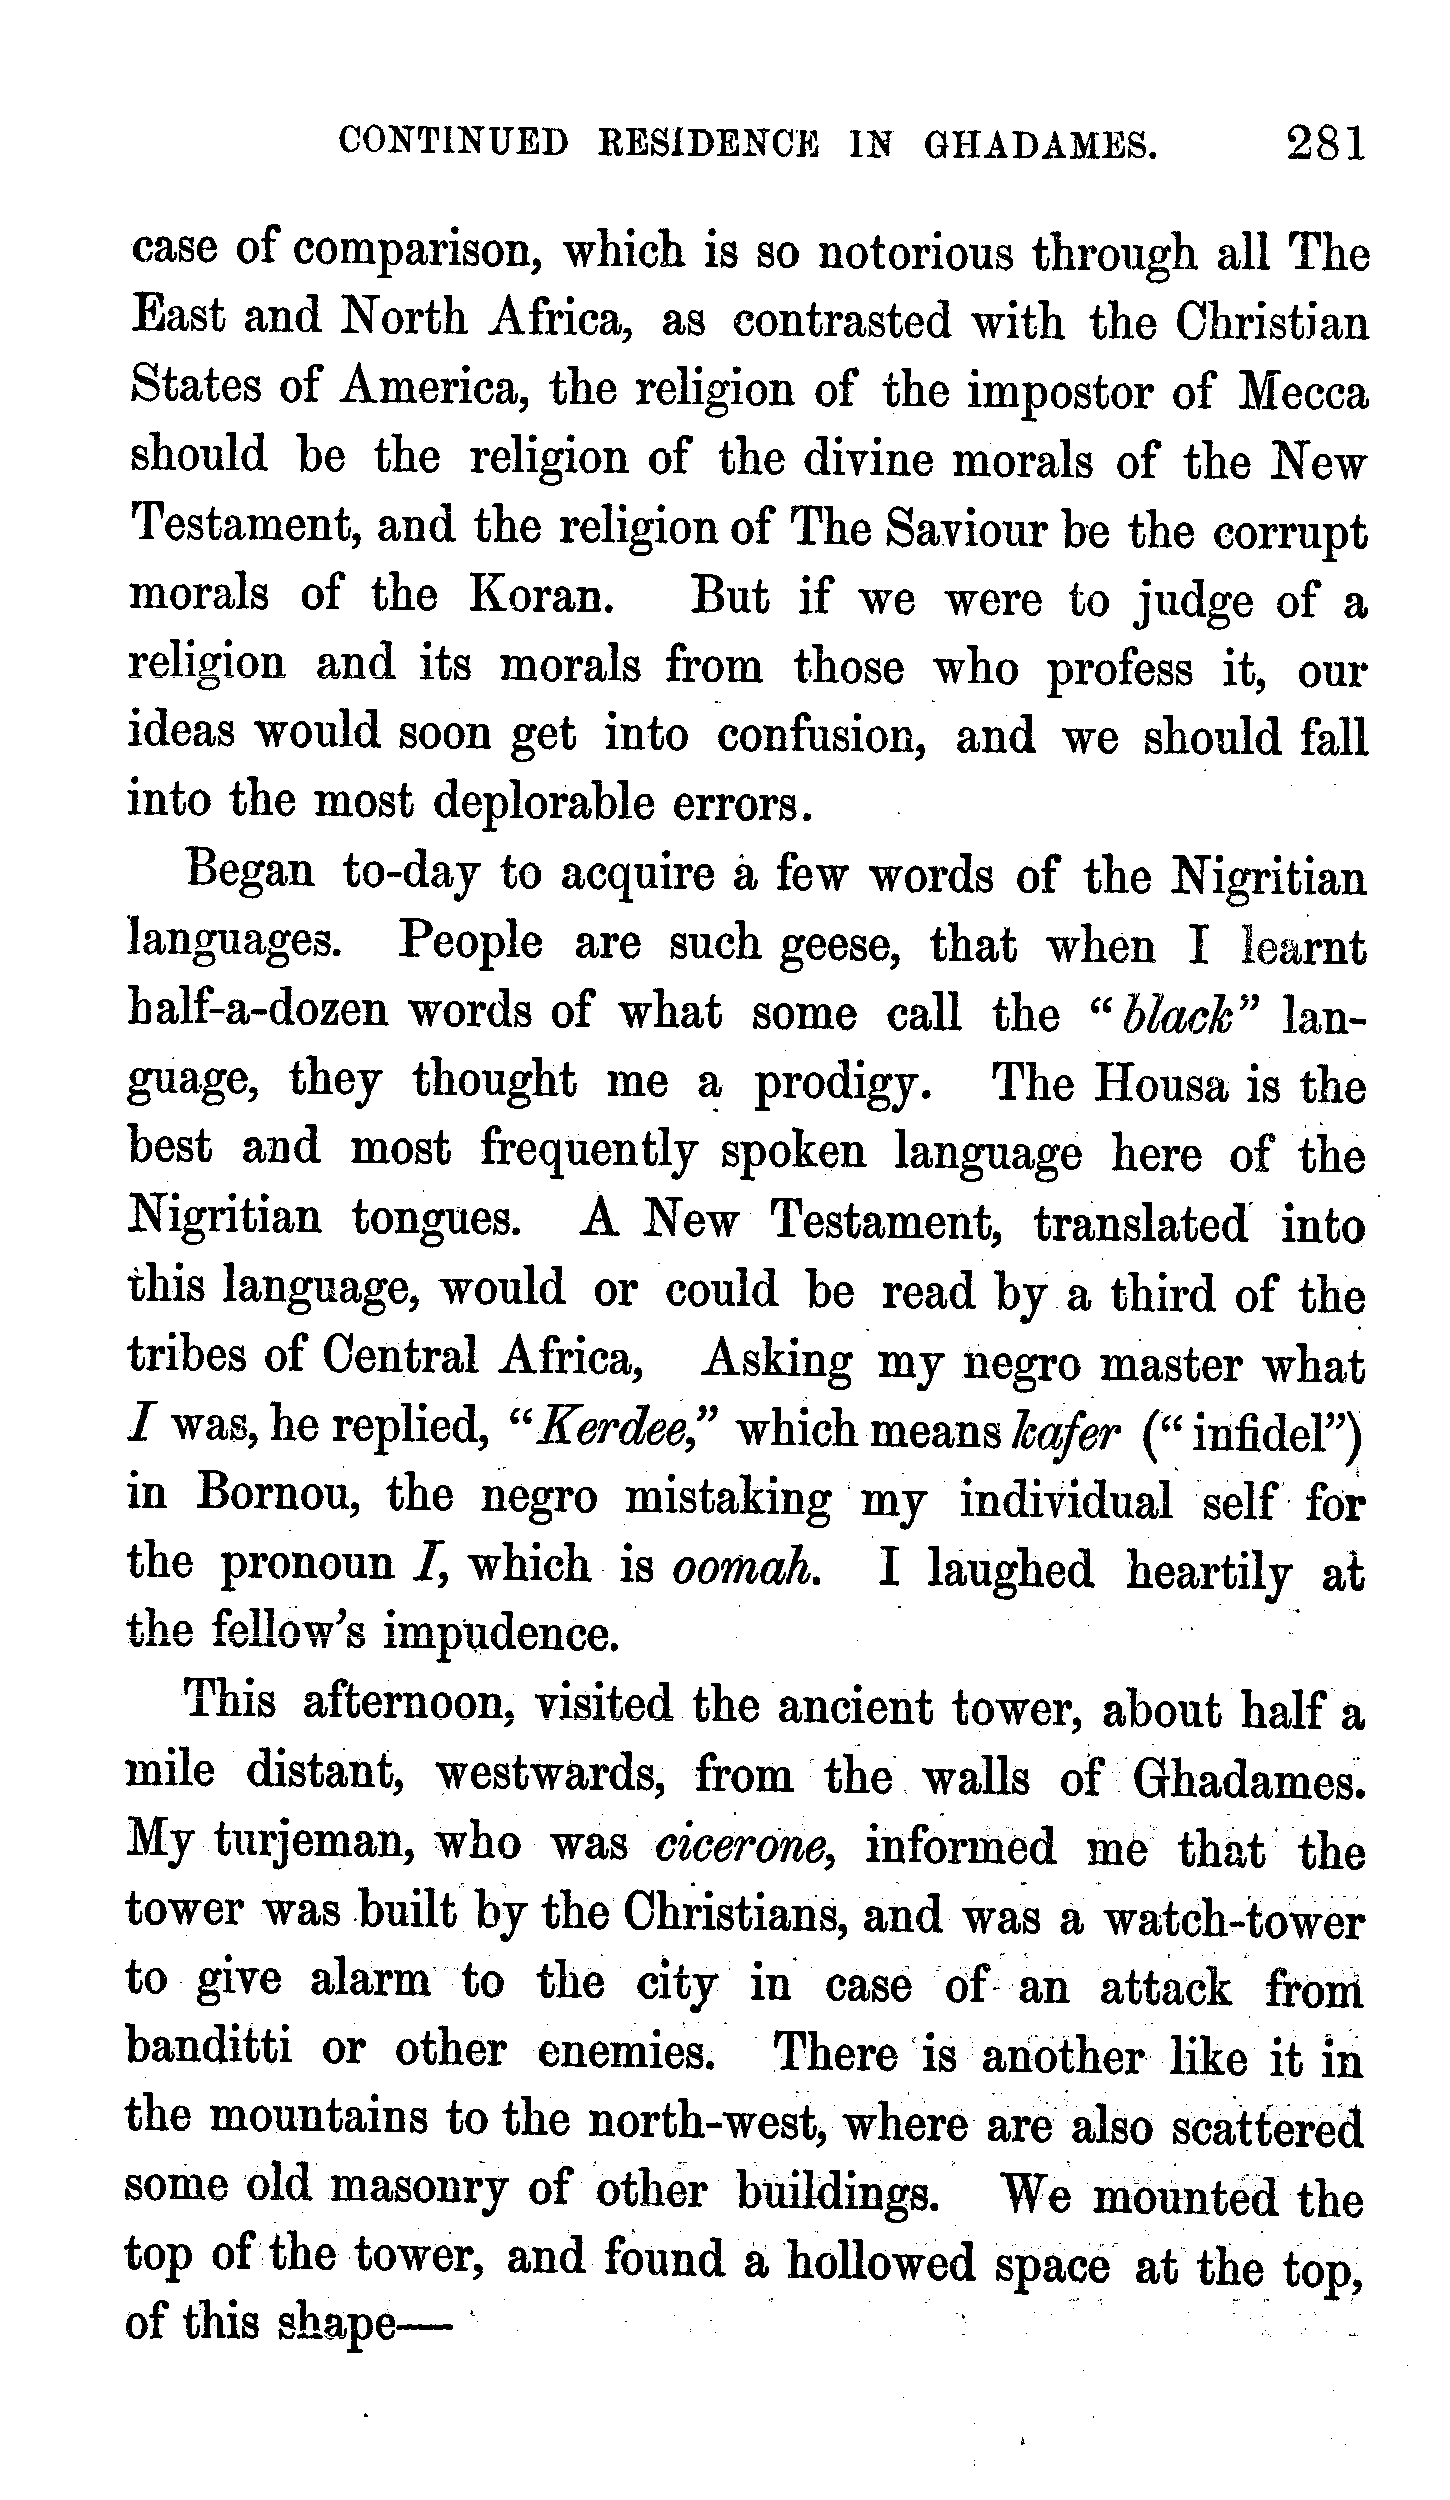 CONTINUED RESIDENCE IN GHADAMES. 281
case of comparison, which is so notorious through all The
East and North Africa, as contrasted with the Christian
States of America, the religion of the impostor of Mecca
should be the religion of the divine morals of the New
Testament, and the religion of The Saviour be the corrupt
morals of the Koran. But if we were to judge of a
religion and its morals from those who profess it, our
ideas would soon get into confusion, and we should fall
into the most deplorable errors.
Began to-day to acquire a few words of the Nigritian
languages. People are such geese, that when I learnt
half-a-dozen words of what some call the "black" lan-
guage, they thought me a prodigy. The Housa is the
best and most frequently spoken language here of the
Nigritian tongues. A New Testament, translated into
this language, would or could be read by a third of the
tribes of Central Africa, Asking my negro master what
I was, he replied, "Kerdee," which means kafer ("infidel")
in Bornou, the negro mistaking my individual self for
the pronoun I, which is oomah. I laughed heartily at
the fellow's impudence.
This afternoon, visited the ancient tower, about half a
mile distant, westwards, from the walls of Ghadames.
My turjeman, who was cicerone, informed me that the
tower was built by the Christians, and was a watch-tower
to give alarm to the city in case of an attack from
banditti or other enemies. There is another like it in
the mountains to the north-west, where are also scattered
some old masonry of other buildings. We mounted the
top of the tower, and found a hollowed space at the top,
of this shape—